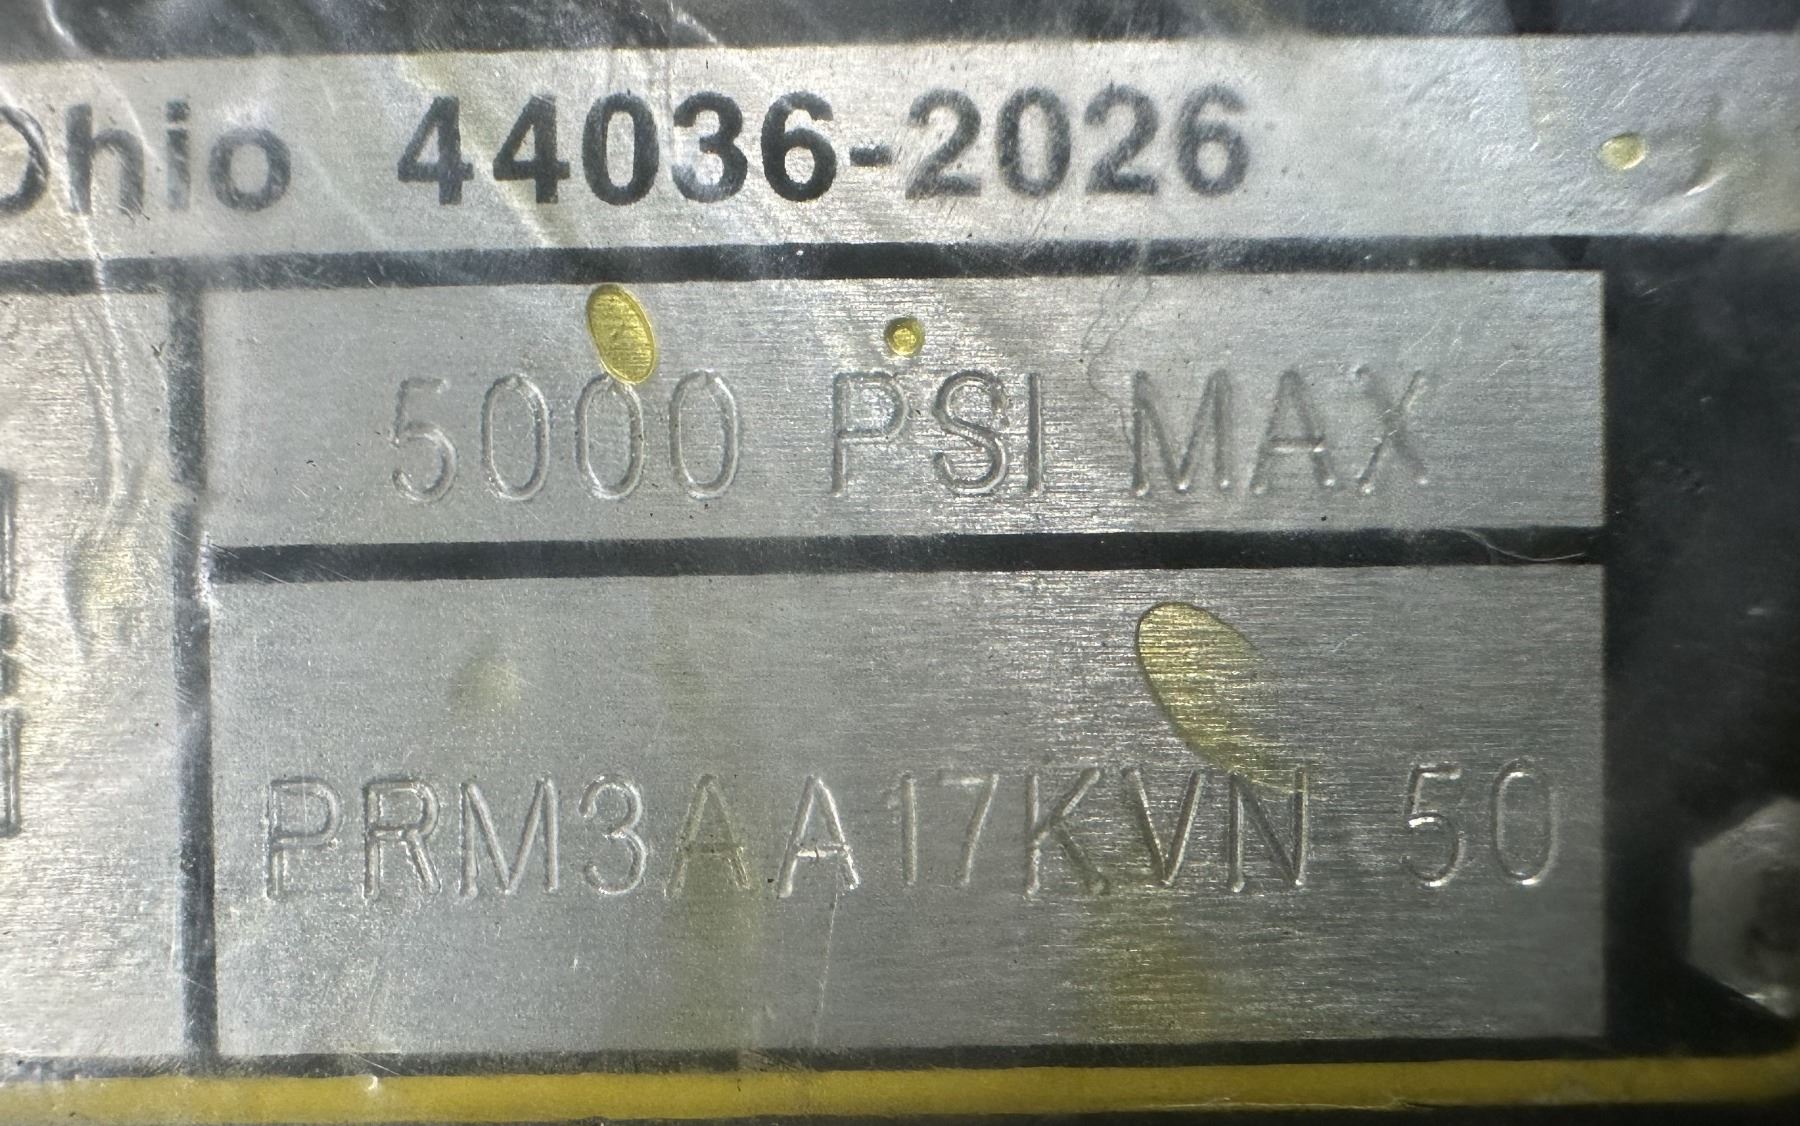 Ohio 44036-2026
5000 PSI MAX
PRM3AA17KVN 50